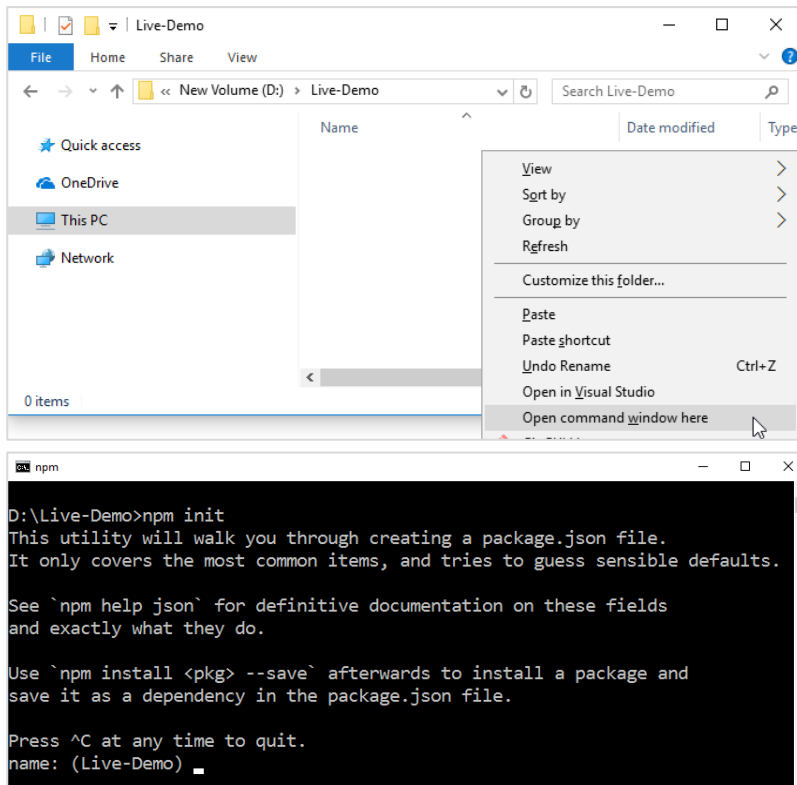 Live-Demo
File Home Share View
« New Volume (D:) > Live-Demo
Search Live-Demo
Name Date modified Type
Quick access
OneDrive
This PC
Network
View
Sort by
Group by
Refresh
Customize this folder...
Paste
Paste shortcut
Undo Rename Ctrl+Z
Open in Visual Studio
Open command window here
0 items
npm
D:\Live-Demo>npm init
This utility will walk you through creating a package.json file.
It only covers the most common items, and tries to guess sensible defaults.
See `npm help json` for definitive documentation on these fields
and exactly what they do.
Use `npm install <pkg> --save` afterwards to install a package and
save it as a dependency in the package.json file.
Press ^C at any time to quit.
name: (Live-Demo)